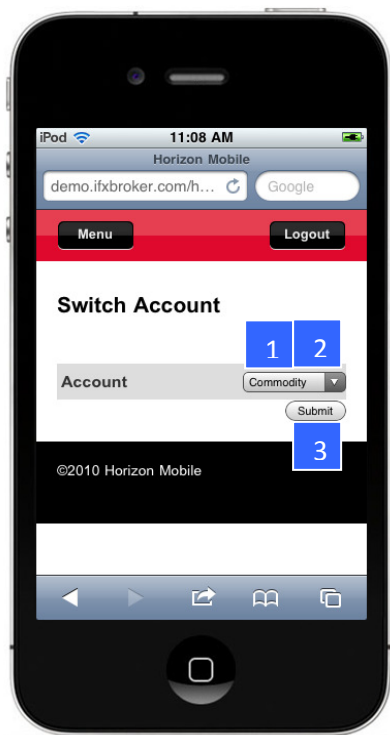 iPod 11:08 AM
Horizon Mobile
demo.ifxbroker.com/h... Google
Menu Logout
Switch Account
1 2
Account Commodity
Submit
3
©2010 Horizon Mobile